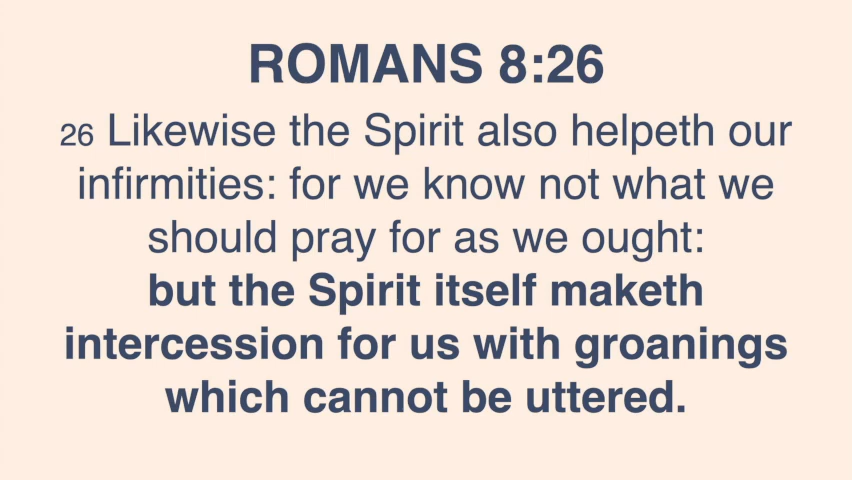 ROMANS 8:26
26 Likewise the Spirit also helpeth our
infirmities: for we know not what we
should pray for as we ought:
but the Spirit itself maketh
intercession for us with groanings
which cannot be uttered.